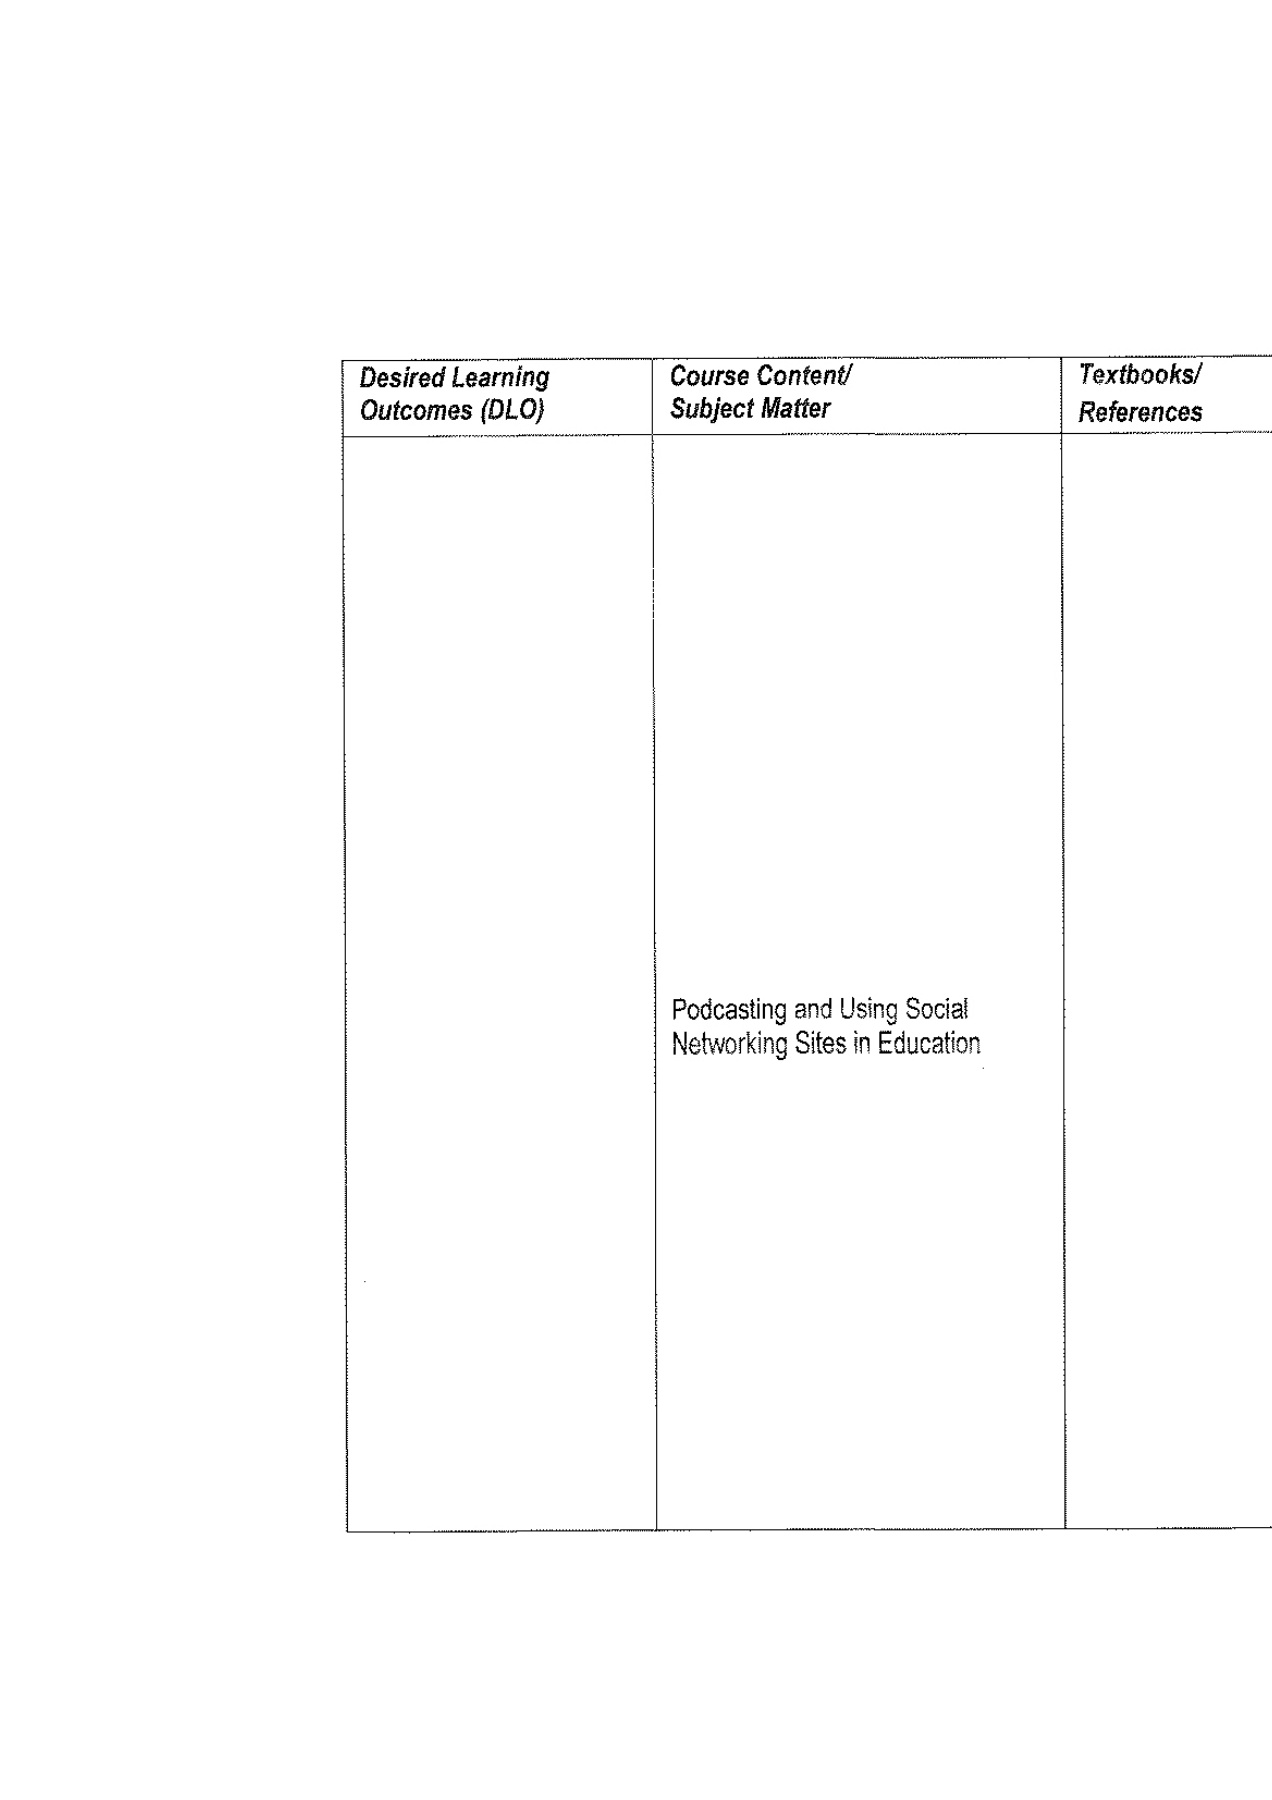 Desired Learning
Outcomes (DLO)
Course Content/
Subject Matter
Textbooks/
References
Podcasting and Using Social
Networking Sites in Education